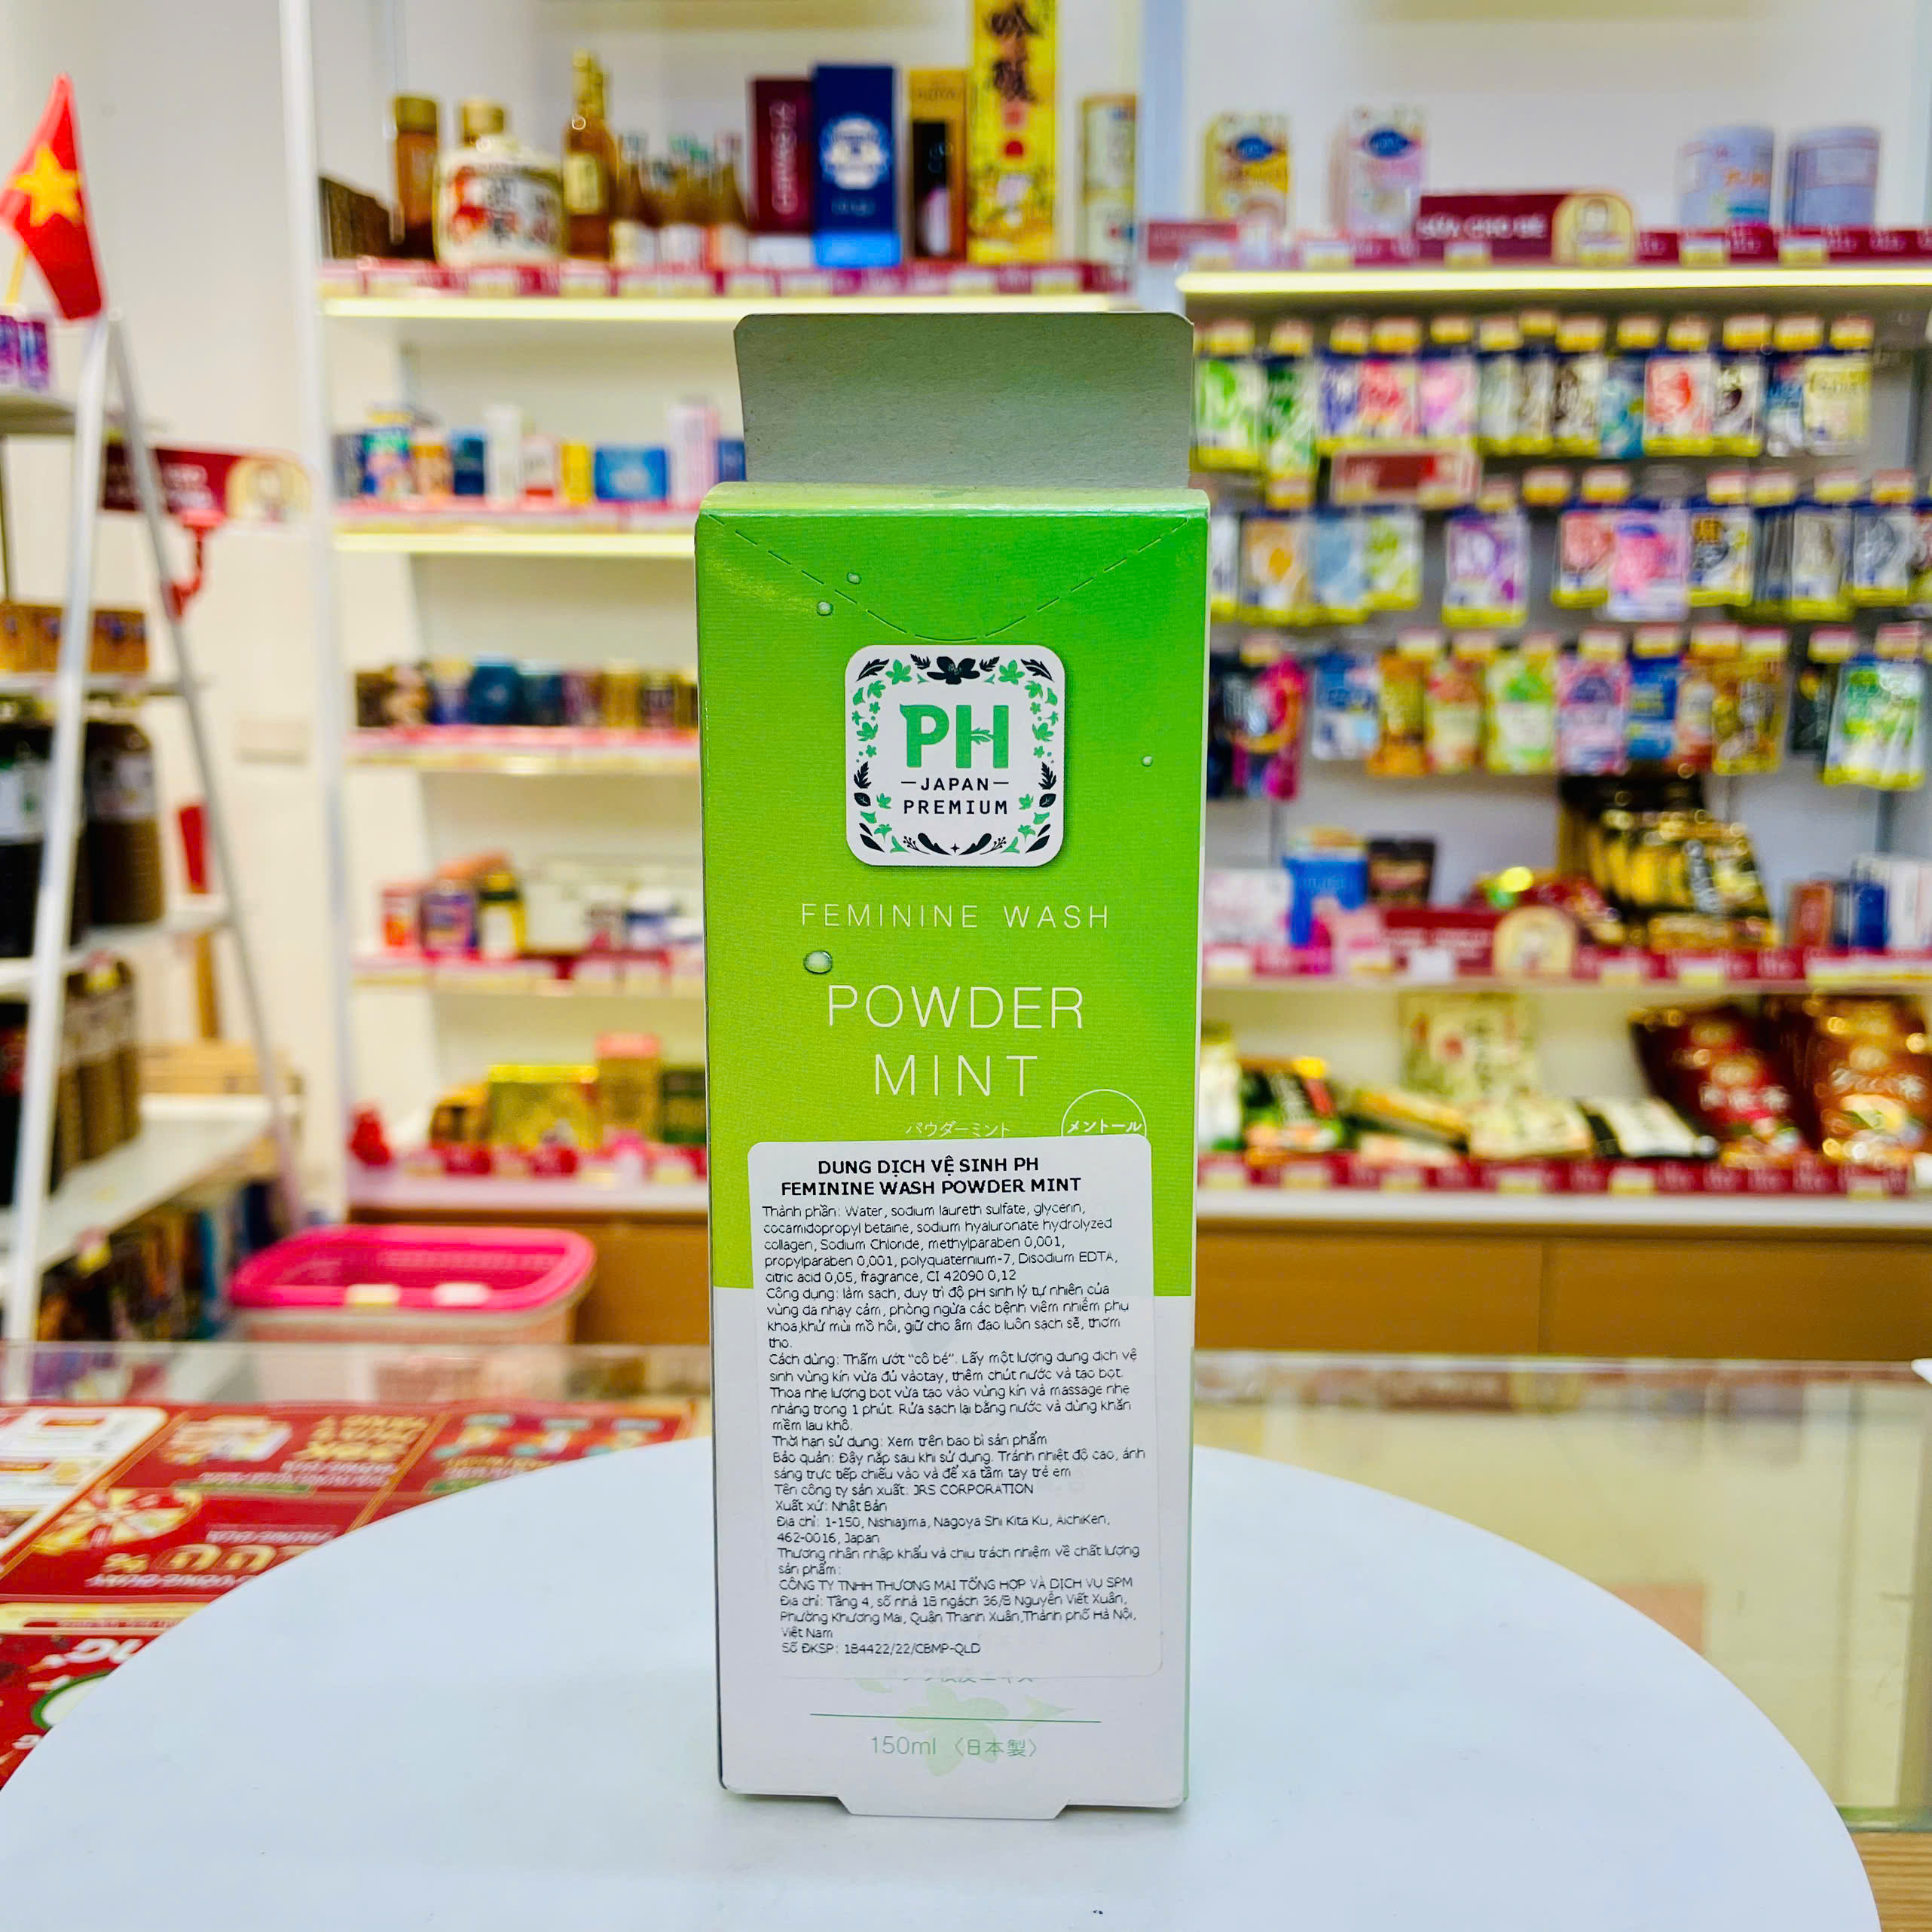 SỮA CHO BÉ
PH
JAPAN
PREMIUM
FEMININE WASH
POWDER
MINT
パウダーミント
メントール
DUNG DỊCH VỆ SINH PH
FEMININE WASH POWDER MINT
Thành phần: Water, sodium laureth sulfate, glycerin,
cocamidopropyl betaine, sodium hyaluronate hydrolyzed
collagen, Sodium Chloride, methylparaben 0,001,
propylparaben 0,001, polyquaternium-7, Disodium EDTA,
citric acid 0,05, fragrance, CI 42090 0,12
Công dụng: làm sạch, duy trì độ pH sinh lý tự nhiên của
vùng da nhạy cảm, phòng ngừa các bệnh viêm nhiễm phụ
khoa,khử mùi mồ hôi, giữ cho âm đạo luôn sạch sẽ, thơm
tho.
Cách dùng: Thấm ướt "cô bé". Lấy một lượng dung dịch vệ
sinh vùng kín vừa đủ vàotay, thêm chút nước và tạo bọt.
Thoa nhẹ lượng bọt vừa tạo vào vùng kín và massage nhẹ
nhàng trong 1 phút. Rửa sạch lại bằng nước và dùng khăn
mềm lau khô.
Thời hạn sử dụng: Xem trên bao bì sản phẩm
Bảo quản: Đậy nắp sau khi sử dụng. Tránh nhiệt độ cao, ánh
sáng trực tiếp chiếu vào và để xa tầm tay trẻ em
Tên công ty sản xuất: JRS CORPORATION
Xuất xứ: Nhật Bản
Địa chỉ: 1-150, Nishiajima, Nagoya Shi Kita Ku, AichiKen,
462-0016, Japan
Thương nhân nhập khẩu và chịu trách nhiệm về chất lượng
sản phẩm:
CÔNG TY TNHH THƯƠNG MẠI TỔNG HỢP VÀ DỊCH VỤ SPM
Địa chỉ: Tầng 4, số nhà 18 ngách 36/8 Nguyễn Viết Xuân,
Phường Khương Mai, Quận Thanh Xuân,Thành phố Hà Nội,
Việt Nam
Số ĐKSP: 184422/22/CBMP-QLD
150ml〈日本製〉